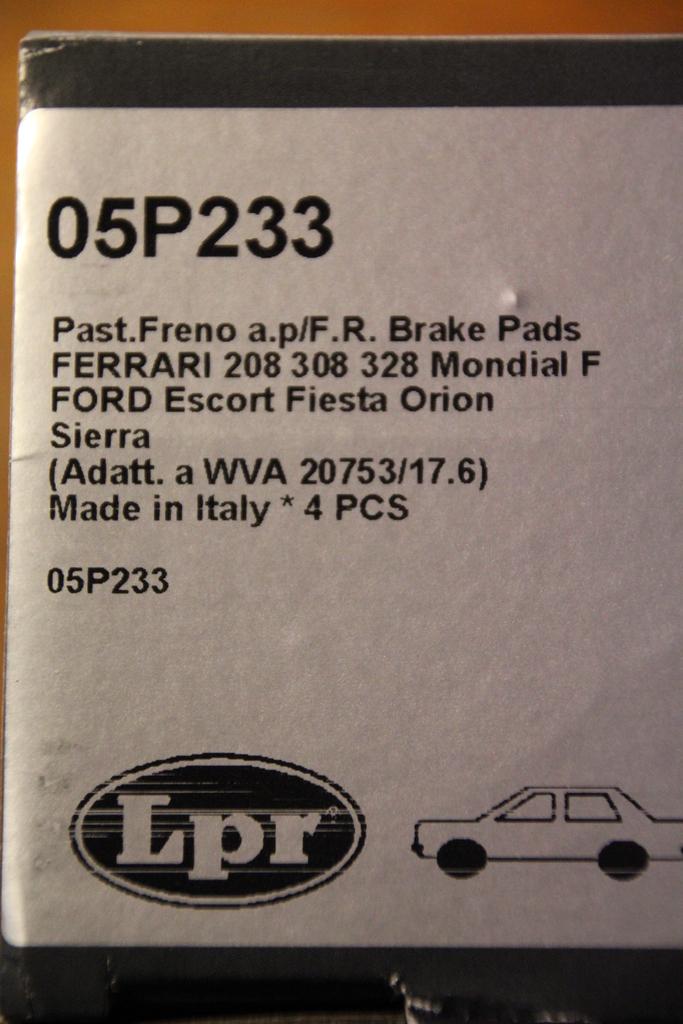 05P233
Past.Freno a.p/F.R. Brake Pads
FERRARI 208 308 328 Mondial F
FORD Escort Fiesta Orion
Sierra
(Adatt. a WVA 20753/17.6)
Made in Italy * 4 PCS
05P233
Lpr®